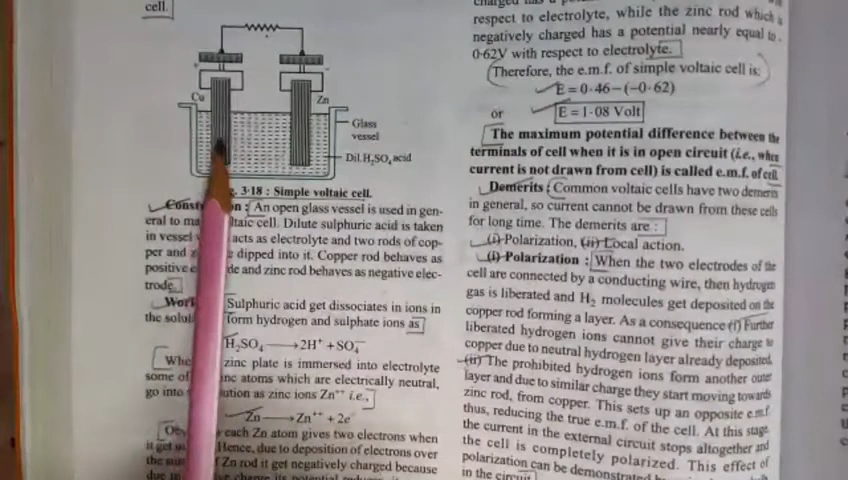 cell.
+
−
Cu
Zn
Glass
vessel
Dil.H₂SO₄ acid
3·18 : Simple voltaic cell.
: An open glass vessel is used in gen-
eral to ma taic cell. Dilute sulphuric acid is taken
in vessel acts as electrolyte and two rods of cop-
per and dipped into it. Copper rod behaves as
positive de and zinc rod behaves as negative elec-
trode.
Work Sulphuric acid get dissociates in ions in
the solu form hydrogen and sulphate ions as
H₂SO₄ ⟶ 2H⁺ + SO₄⁻
Whe zinc plate is immersed into electrolyte
some of nc atoms which are electrically neutral,
go into ution as zinc ions Zn⁺⁺ i.e.,
Zn ⟶ Zn⁺⁺ + 2e
each Zn atom gives two electrons when
it get Hence, due to deposition of electrons over
the Zn rod it get negatively charged because
respect to electrolyte, while the zinc rod which
negatively charged has a potential nearly equal to
0·62V with respect to electrolyte.
Therefore, the e.m.f. of simple voltaic cell is:
E = 0·46 − (−0·62)
or E = 1·08 Volt
The maximum potential difference between the
terminals of cell when it is in open circuit (i.e., when
current is not drawn from cell) is called e.m.f. of cell.
Demerits : Common voltaic cells have two demerits
in general, so current cannot be drawn from these cells
for long time. The demerits are :
(i) Polarization, (ii) Local action.
(i) Polarization : When the two electrodes of the
cell are connected by a conducting wire, then hydrogen
gas is liberated and H₂ molecules get deposited on the
copper rod forming a layer. As a consequence (i) Further
liberated hydrogen ions cannot give their charge to
copper due to neutral hydrogen layer already deposited.
(ii) The prohibited hydrogen ions form another outer
layer and due to similar charge they start moving towards
zinc rod, from copper. This sets up an opposite e.m.f.
thus, reducing the true e.m.f. of the cell. At this stage
the current in the external circuit stops altogether and
the cell is completely polarized. This effect of
polarization can be demonstrated
in the circuit